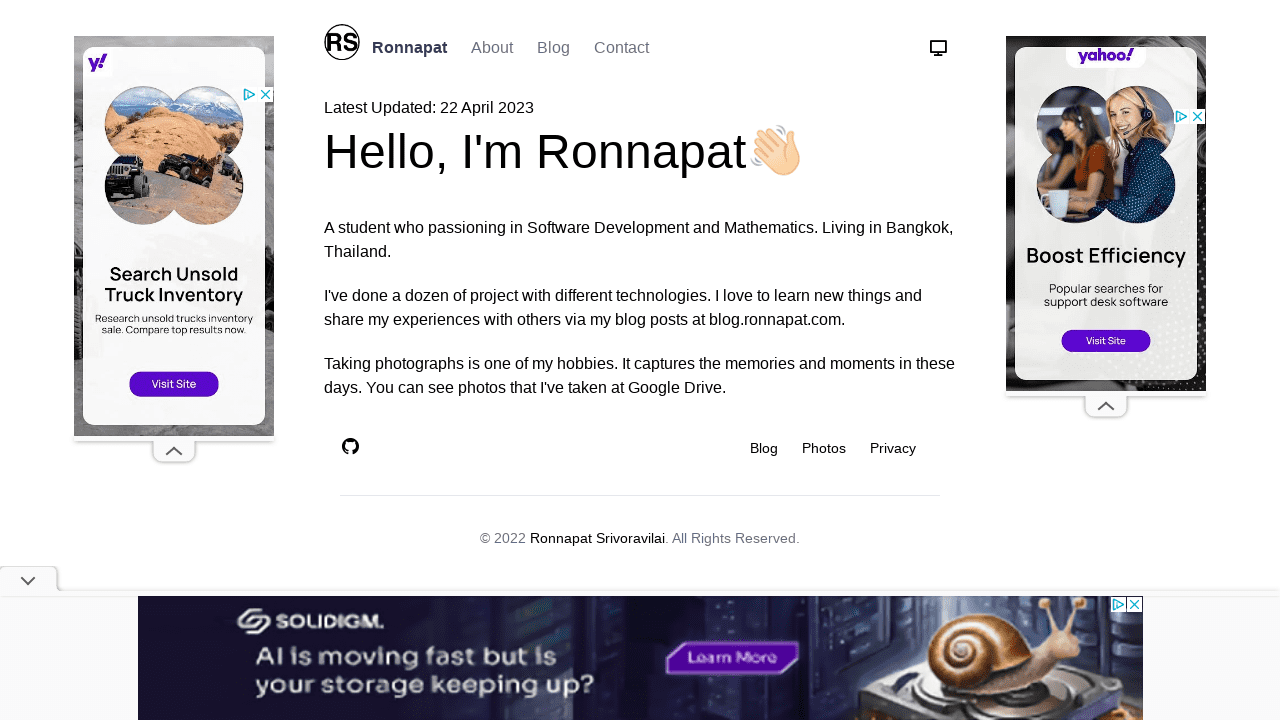 RS
Ronnapat About Blog Contact
Latest Updated: 22 April 2023
Hello, I'm Ronnapat
A student who passioning in Software Development and Mathematics. Living in Bangkok,
Thailand.
I've done a dozen of project with different technologies. I love to learn new things and
share my experiences with others via my blog posts at blog.ronnapat.com.
Taking photographs is one of my hobbies. It captures the memories and moments in these
days. You can see photos that I've taken at Google Drive.
Blog Photos Privacy
© 2022 Ronnapat Srivoravilai. All Rights Reserved.
y!
Search Unsold
Truck Inventory
Research unsold trucks inventory
sale. Compare top results now.
Visit Site
yahoo!
Boost Efficiency
Popular searches for
support desk software
Visit Site
SOLIDIGM.
AI is moving fast but is
your storage keeping up?
Learn More